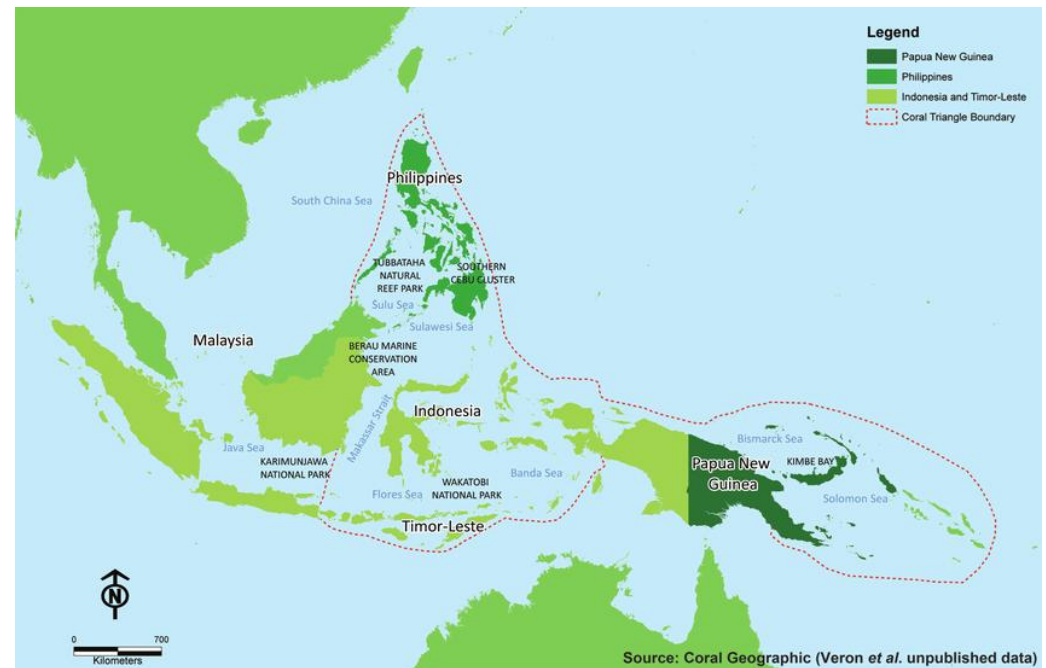 Legend
Papua New Guinea
Philippines
Indonesia and Timor-Leste
Coral Triangle Boundary
Philippines
South China Sea
TUBBATAHA
NATURAL
REEF PARK
SOUTHERN
CEBU CLUSTER
Sulu Sea
Sulawesi Sea
Malaysia
BERAU MARINE
CONSERVATION
AREA
Makassar Strait
Indonesia
Java Sea
KARIMUNJAWA
NATIONAL PARK
Bismarck Sea
Papua New
Guinea
KIMBE BAY
Banda Sea
WAKATOBI
NATIONAL PARK
Flores Sea
Solomon Sea
Timor-Leste
N
0 700
Kilometers
Source: Coral Geographic (Veron et al. unpublished data)